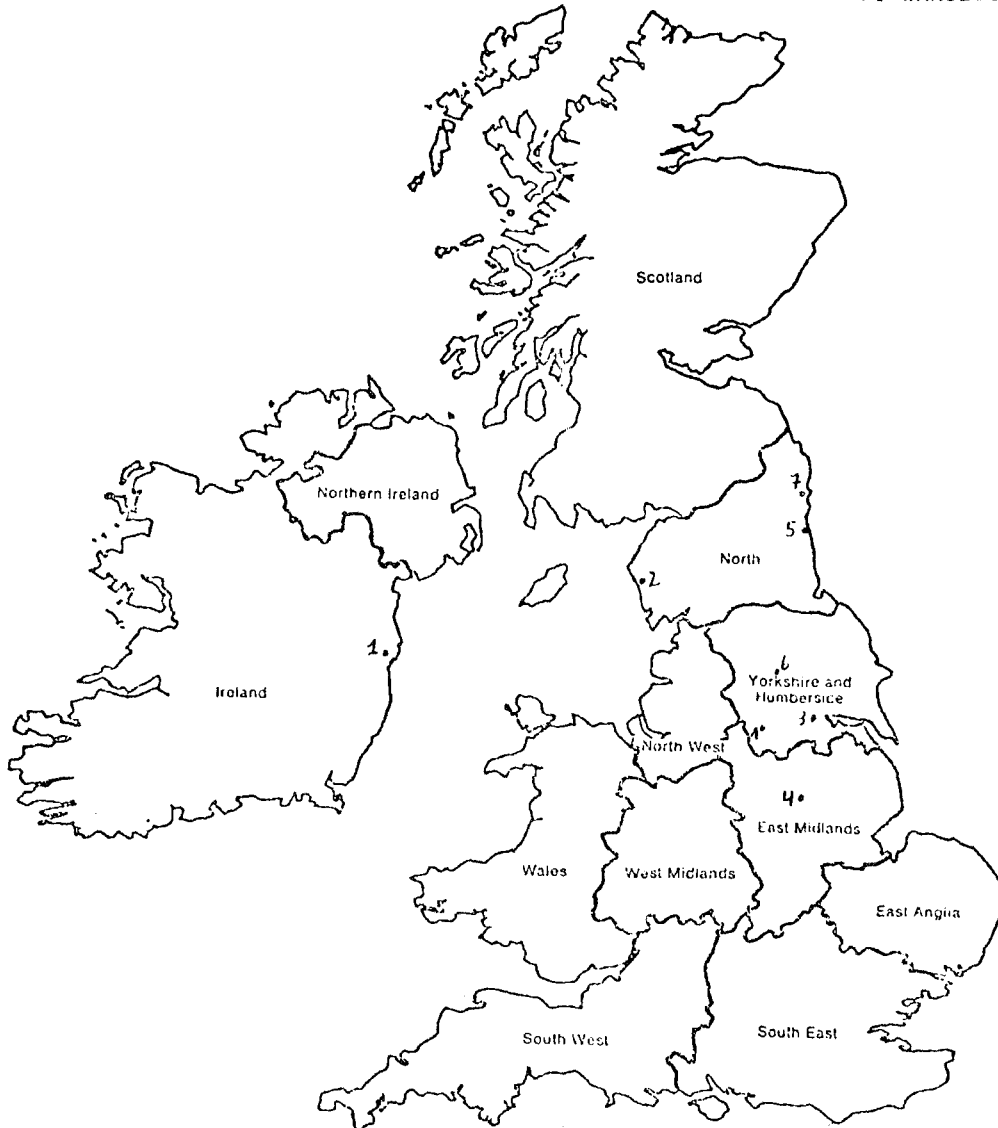 Scotland
Northern Ireland
7
5
North
2
1
Ireland
6
Yorkshire and
Humberside
3
1
North West
4
East Midlands
Wales
West Midlands
East Anglia
South West
South East